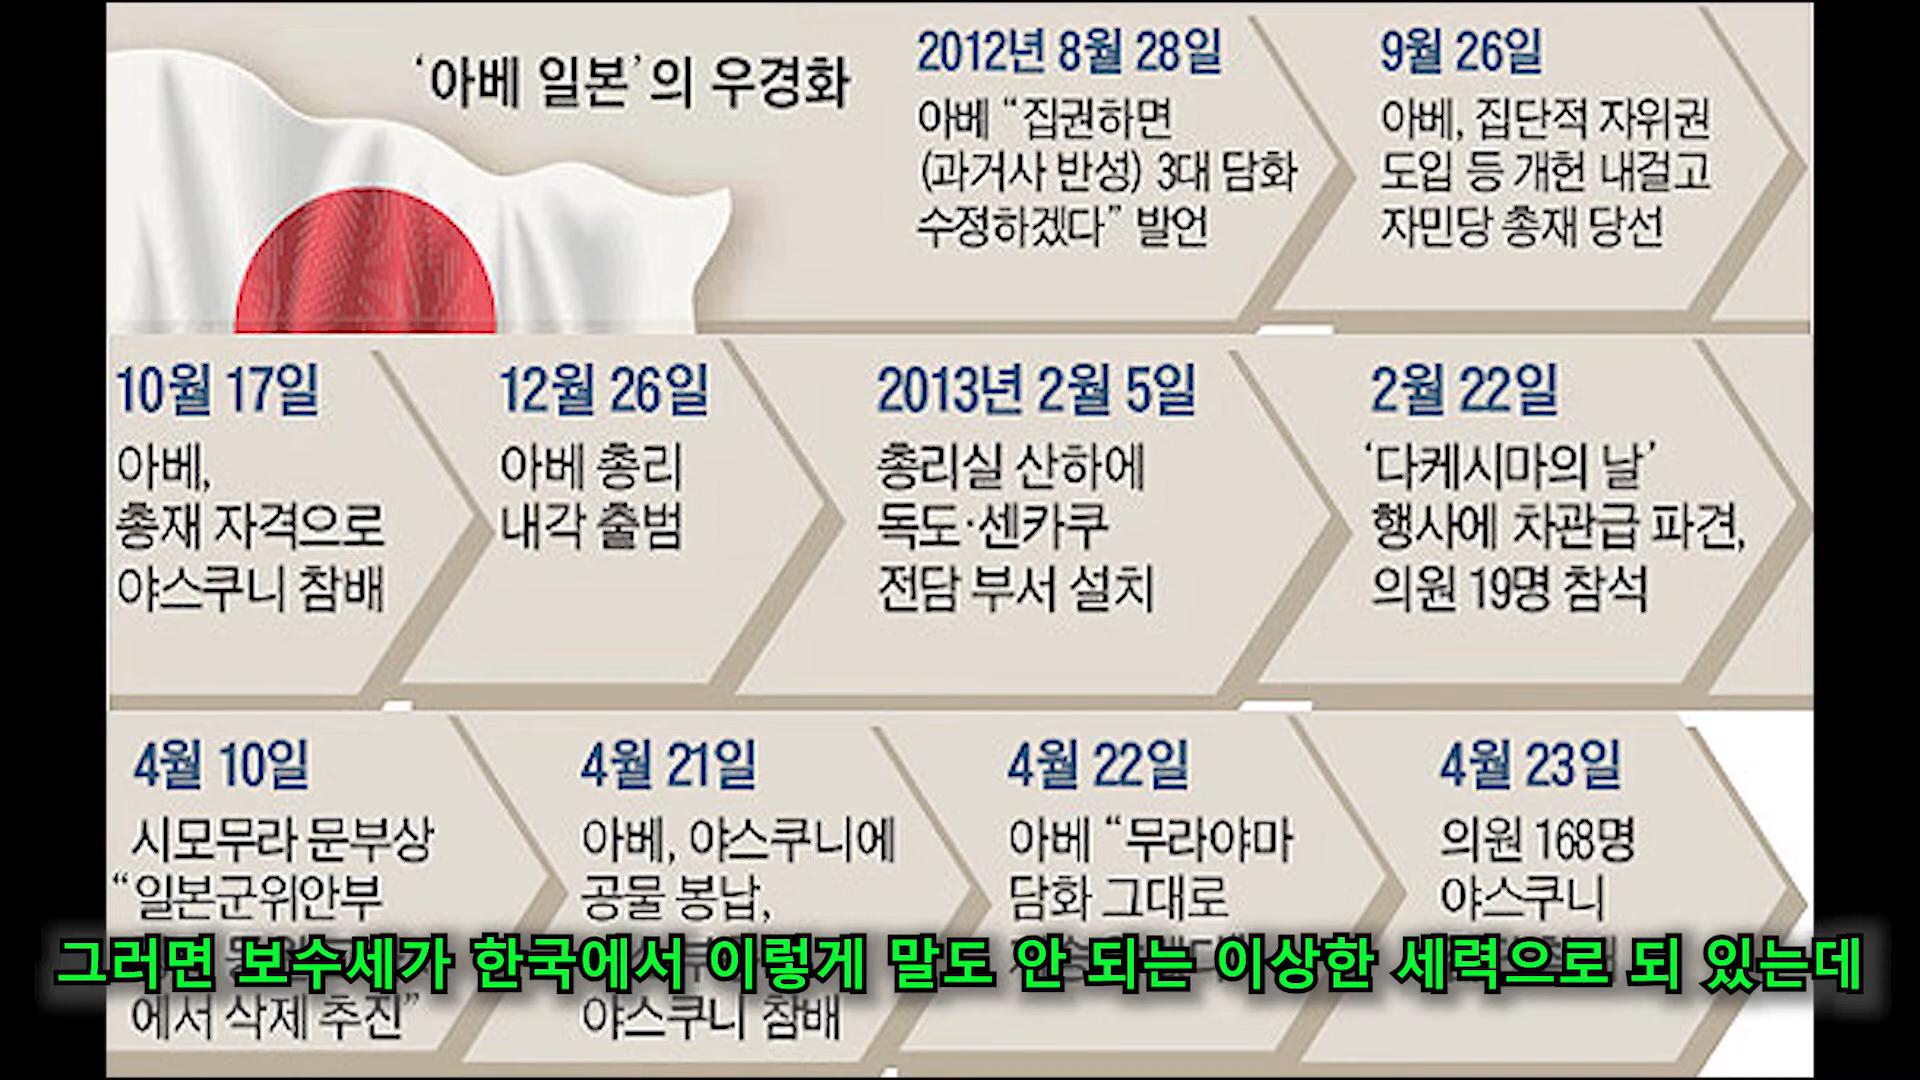 ‘아베 일본’의 우경화
2012년 8월 28일
아베 “집권하면
(과거사 반성) 3대 담화
수정하겠다” 발언
9월 26일
아베, 집단적 자위권
도입 등 개헌 내걸고
자민당 총재 당선
10월 17일
아베,
총재 자격으로
야스쿠니 참배
12월 26일
아베 총리
내각 출범
2013년 2월 5일
총리실 산하에
독도·센카쿠
전담 부서 설치
2월 22일
‘다케시마의 날’
행사에 차관급 파견,
의원 19명 참석
4월 10일
시모무라 문부상
“일본군위안부
에서 삭제 추진”
4월 21일
아베, 야스쿠니에
공물 봉납,
야스쿠니 참배
4월 22일
아베 “무라야마
담화 그대로
4월 23일
의원 168명
야스쿠니
그러면 보수세가 한국에서 이렇게 말도 안 되는 이상한 세력으로 되 있는데